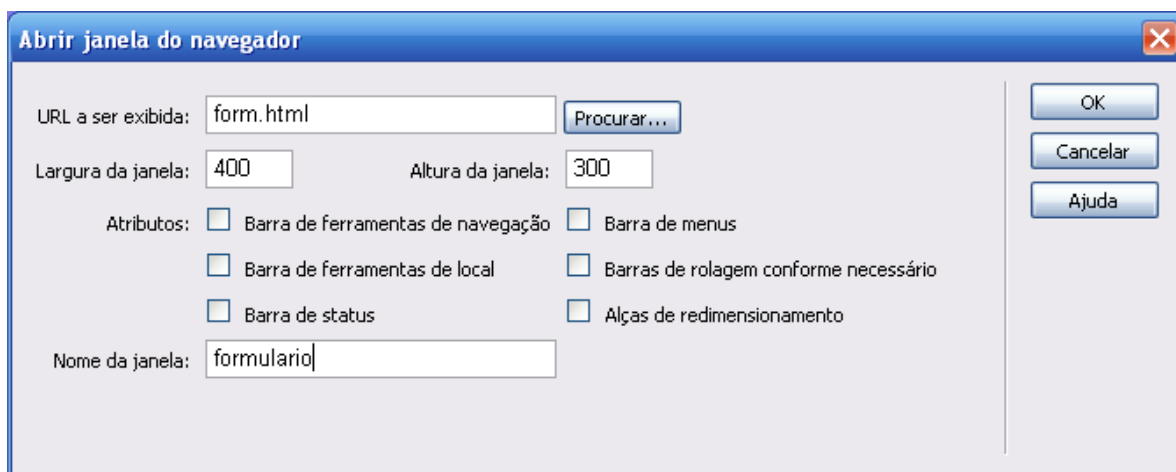 Abrir janela do navegador
URL a ser exibida: form.html Procurar... OK
Largura da janela: 400 Altura da janela: 300 Cancelar
Atributos: Barra de ferramentas de navegação Barra de menus Ajuda
Barra de ferramentas de local Barras de rolagem conforme necessário
Barra de status Alças de redimensionamento
Nome da janela: formulario